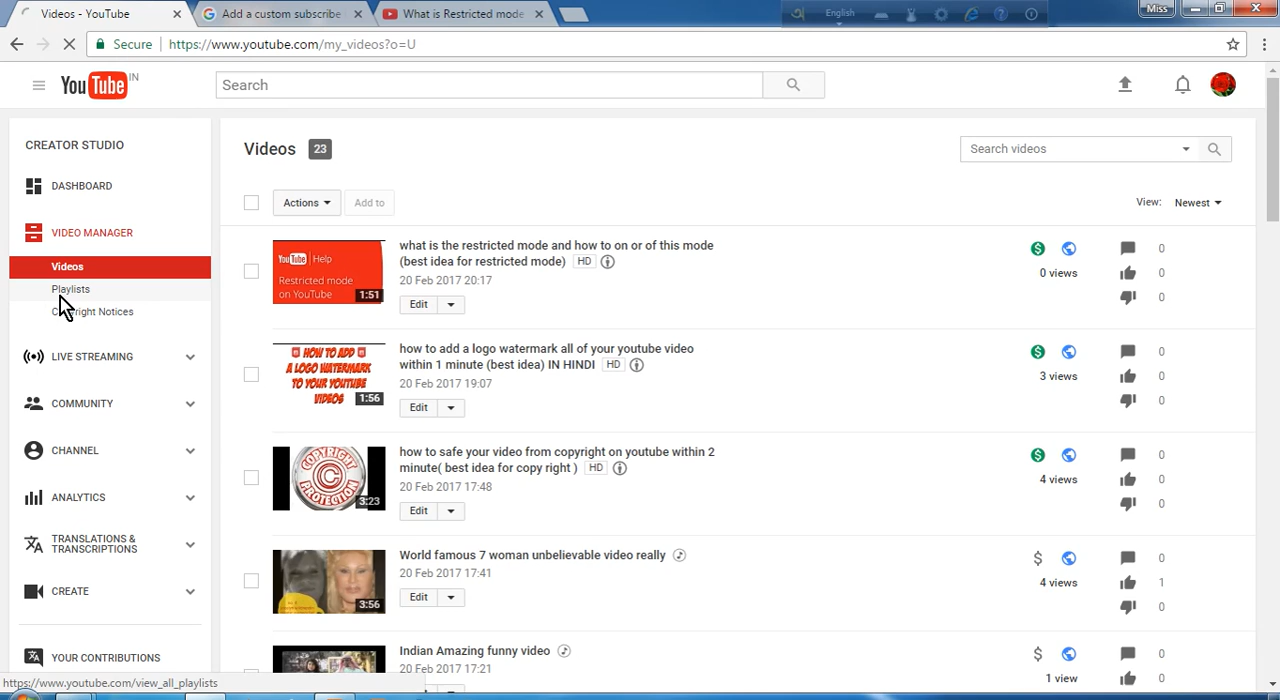 Videos - YouTube
Add a custom subscribe
What is Restricted mode
English
Miss
Secure
https://www.youtube.com/my_videos?o=U
YouTube IN
Search
CREATOR STUDIO
DASHBOARD
VIDEO MANAGER
Videos
Playlists
Copyright Notices
LIVE STREAMING
COMMUNITY
CHANNEL
ANALYTICS
TRANSLATIONS &
TRANSCRIPTIONS
CREATE
YOUR CONTRIBUTIONS
https://www.youtube.com/view_all_playlists
Videos 23
Search videos
Actions
Add to
View: Newest
YouTube Help
Restricted mode
on YouTube
1:51
what is the restricted mode and how to on or of this mode
(best idea for restricted mode) HD
20 Feb 2017 20:17
Edit
0 views
0
0
0
HOW TO ADD
A LOGO WATERMARK
TO YOUR YOUTUBE
VIDEOS
1:56
how to add a logo watermark all of your youtube video
within 1 minute (best idea) IN HINDI HD
20 Feb 2017 19:07
Edit
3 views
0
0
0
COPYRIGHT
PROTECTION
3:23
how to safe your video from copyright on youtube within 2
minute( best idea for copy right ) HD
20 Feb 2017 17:48
Edit
4 views
0
0
0
3:56
World famous 7 woman unbelievable video really
20 Feb 2017 17:41
Edit
4 views
0
1
0
Indian Amazing funny video
20 Feb 2017 17:21
1 view
0
0